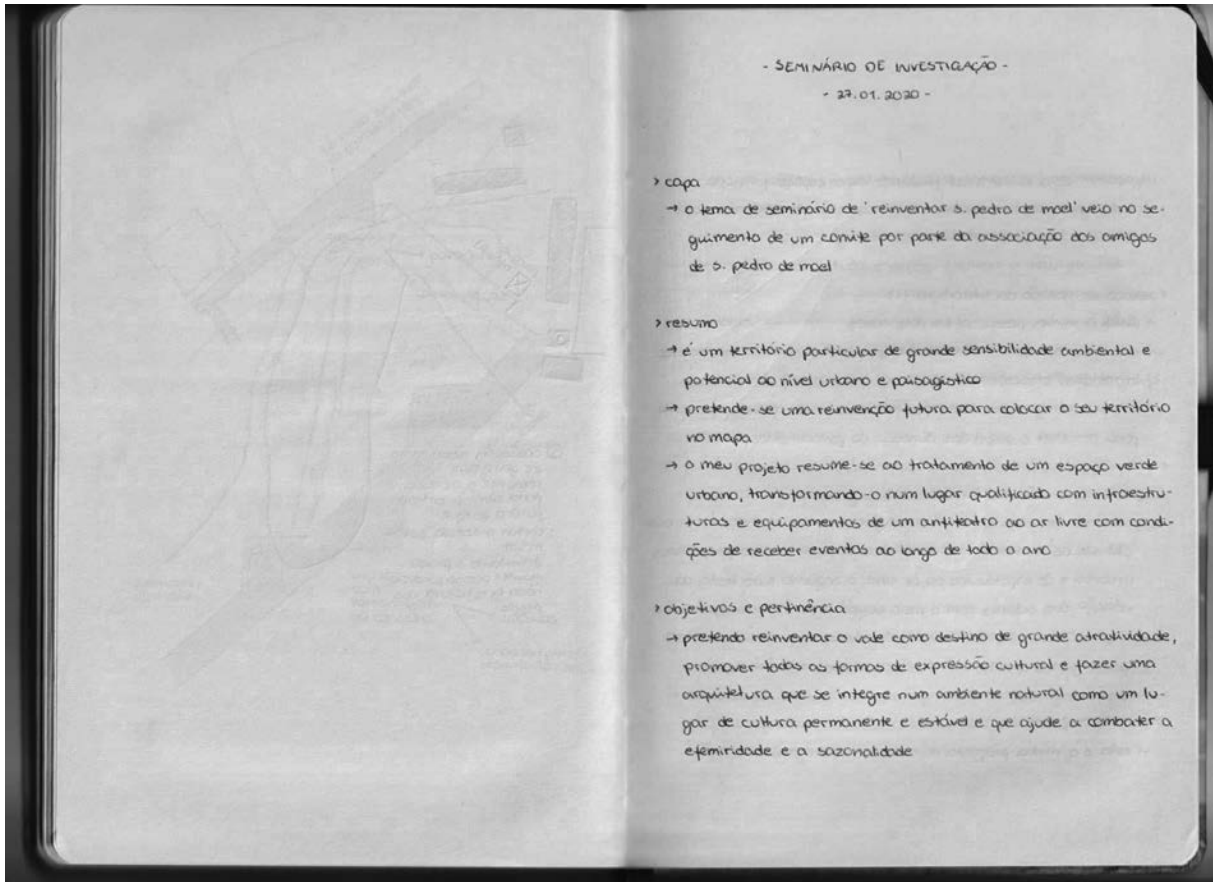 - SEMINÁRIO DE INVESTIGAÇÃO -
- 27.01.2020 -
> capa
→ o tema de seminário de 'reinventar s. pedro de moel' veio no se-
guimento de um convite por parte da associação dos amigos
de s. pedro de moel
> resumo
→ é um território particular de grande sensibilidade ambiental e
potencial ao nível urbano e paisagístico
→ pretende-se uma reinvenção futura para colocar o seu território
no mapa
→ o meu projeto resume-se ao tratamento de um espaço verde
urbano, transformando-o num lugar qualificado com infraestru-
turas e equipamentos de um anfiteatro ao ar livre com condi-
ções de receber eventos ao longo de todo o ano
> objetivos e pertinência
→ pretendo reinventar o vale como destino de grande atratividade,
promover todas as formas de expressão cultural e fazer uma
arquitetura que se integre num ambiente natural como um lu-
gar de cultura permanente e estável e que ajude a combater a
efemiridade e a sazonalidade